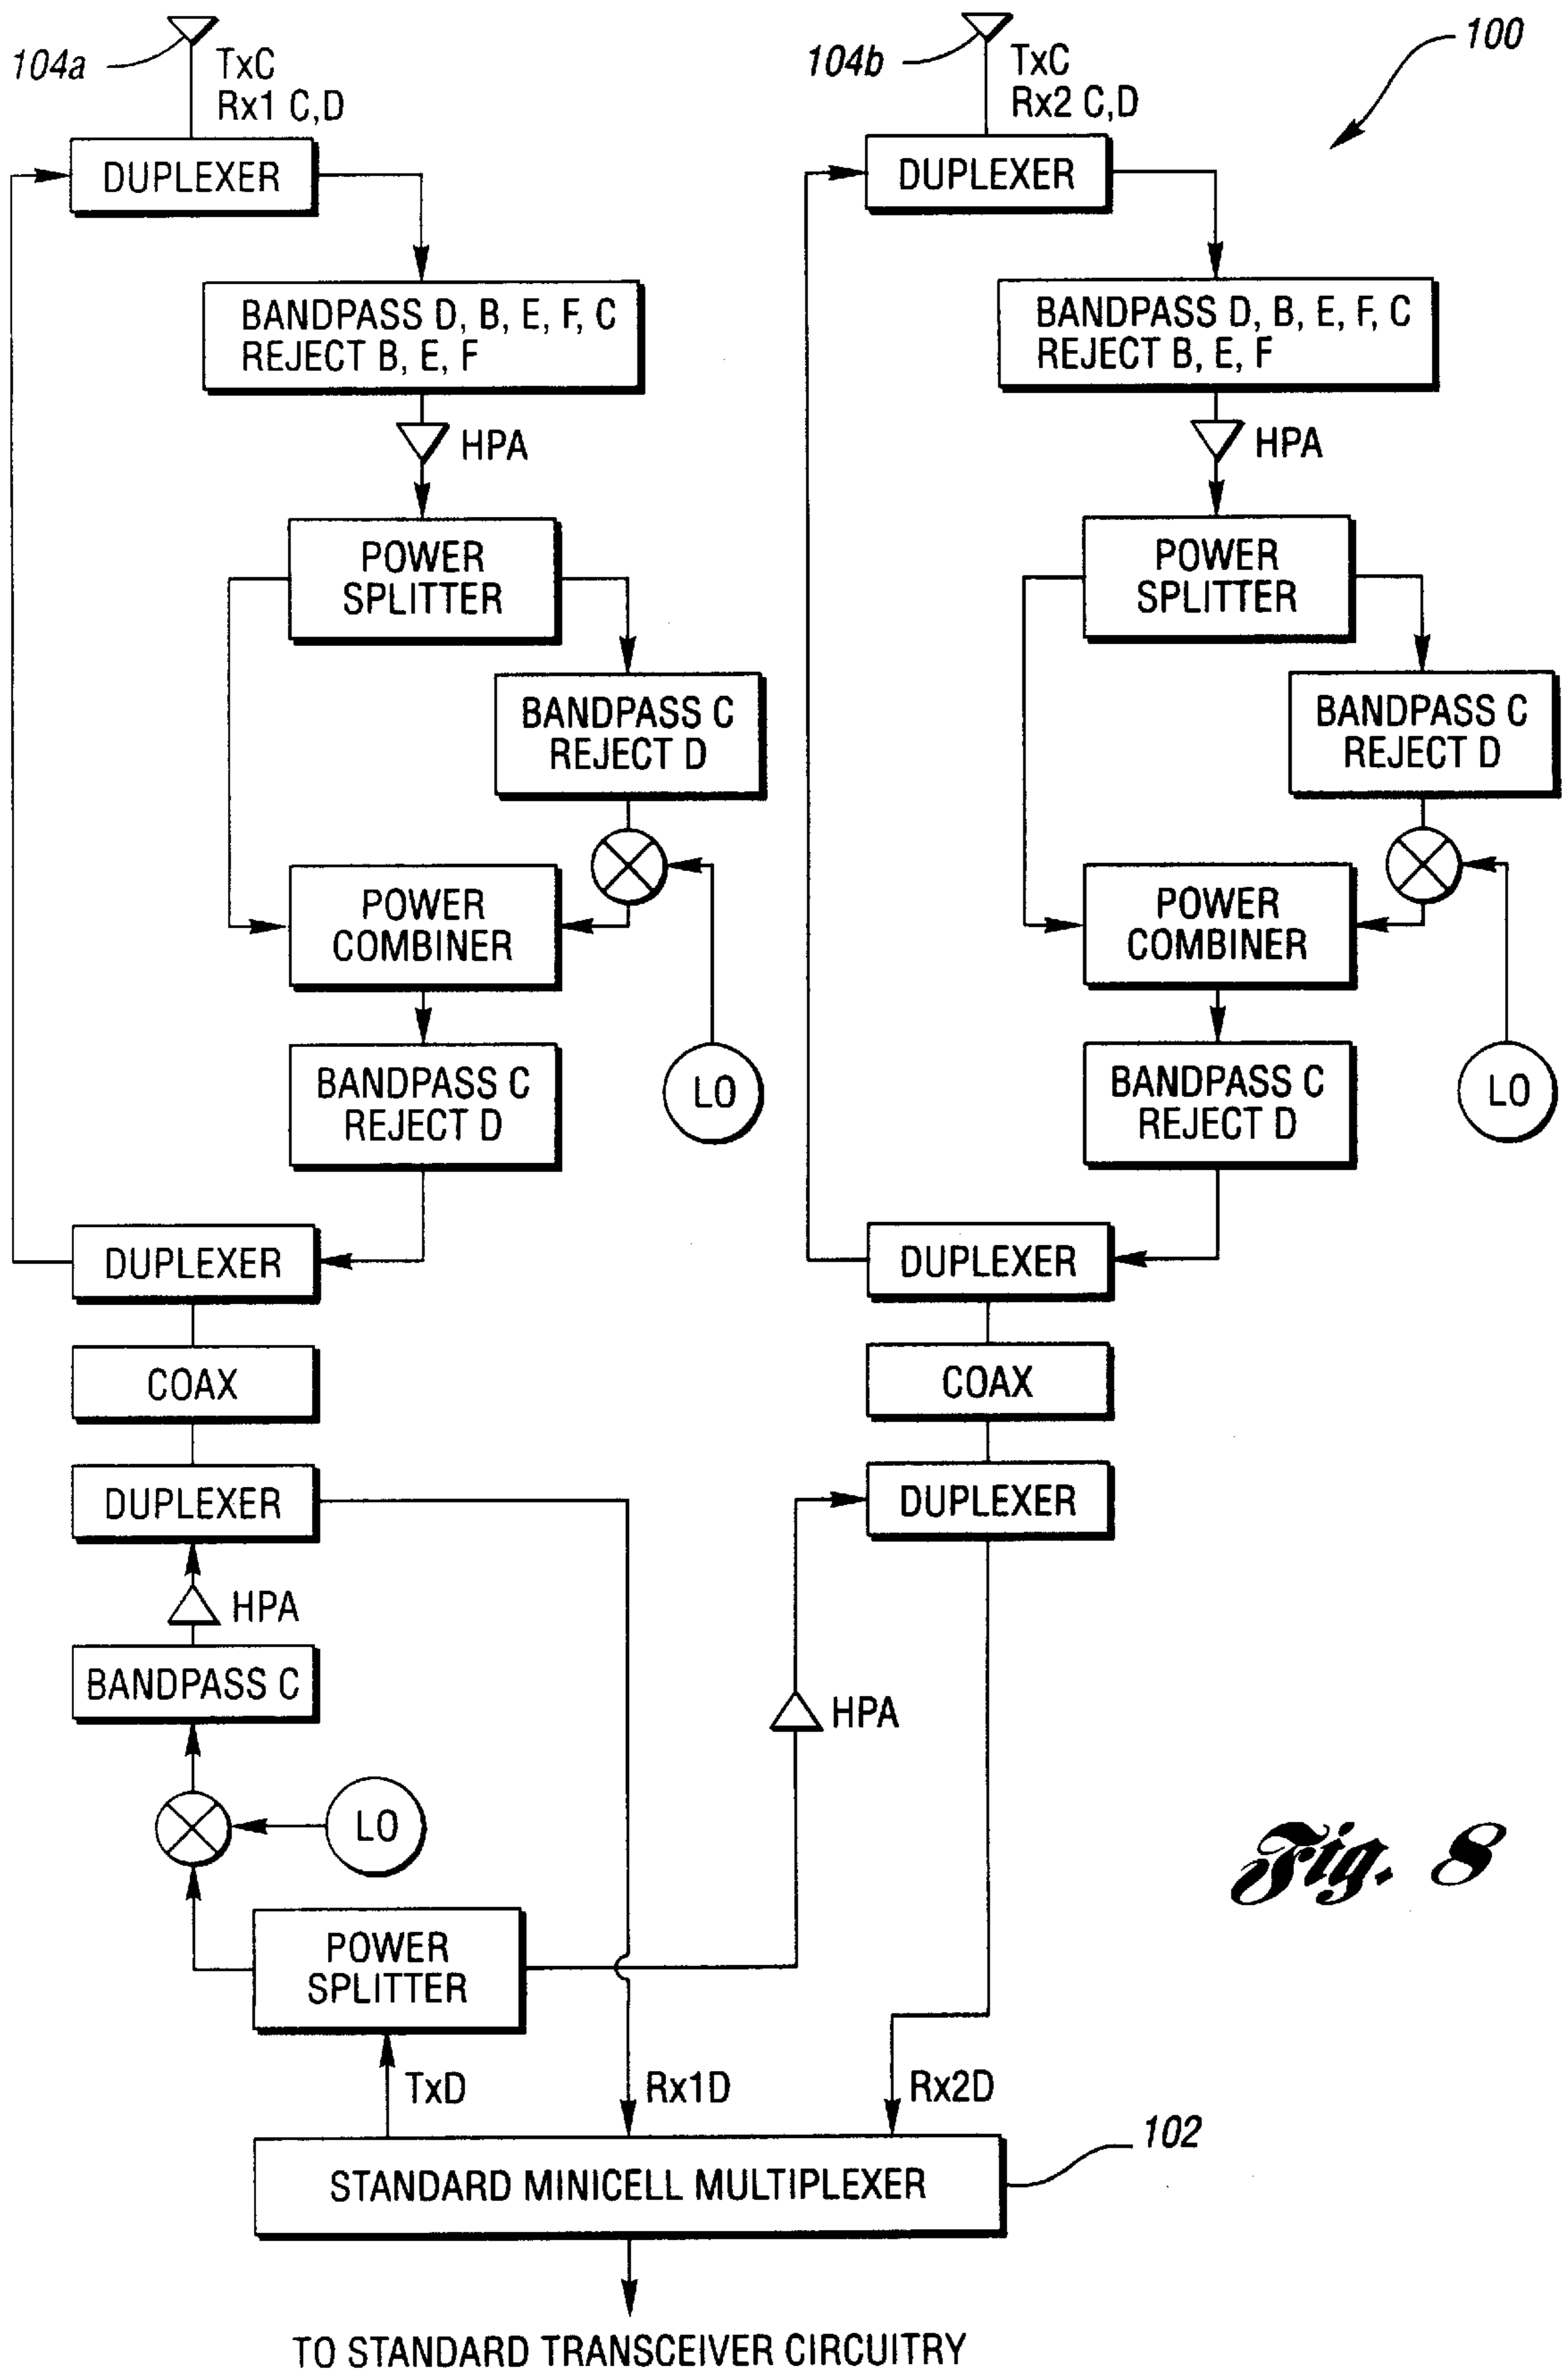 104a
TxC
Rx1 C,D
104b
TxC
Rx2 C,D
100
DUPLEXER
DUPLEXER
BANDPASS D, B, E, F, C
REJECT B, E, F
BANDPASS D, B, E, F, C
REJECT B, E, F
HPA
HPA
POWER
SPLITTER
POWER
SPLITTER
BANDPASS C
REJECT D
BANDPASS C
REJECT D
POWER
COMBINER
POWER
COMBINER
BANDPASS C
REJECT D
LO
BANDPASS C
REJECT D
LO
DUPLEXER
DUPLEXER
COAX
COAX
DUPLEXER
DUPLEXER
HPA
BANDPASS C
HPA
LO
Fig. 8
POWER
SPLITTER
TxD
Rx1D
Rx2D
102
STANDARD MINICELL MULTIPLEXER
TO STANDARD TRANSCEIVER CIRCUITRY